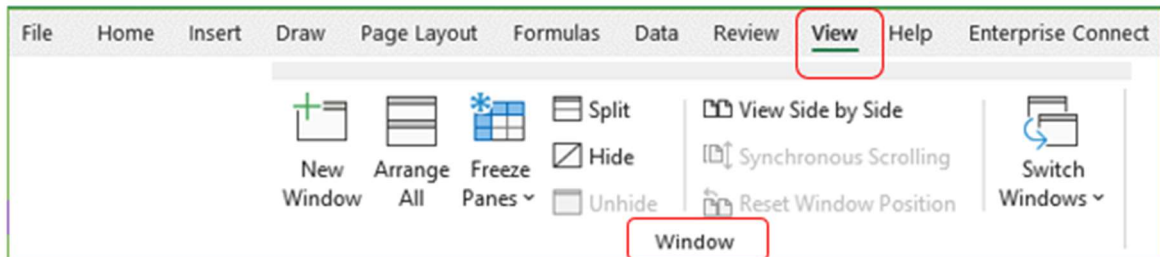 File Home Insert Draw Page Layout Formulas Data Review View Help Enterprise Connect
New Window
Arrange All
Freeze Panes
Split
Hide
Unhide
View Side by Side
Synchronous Scrolling
Reset Window Position
Switch Windows
Window